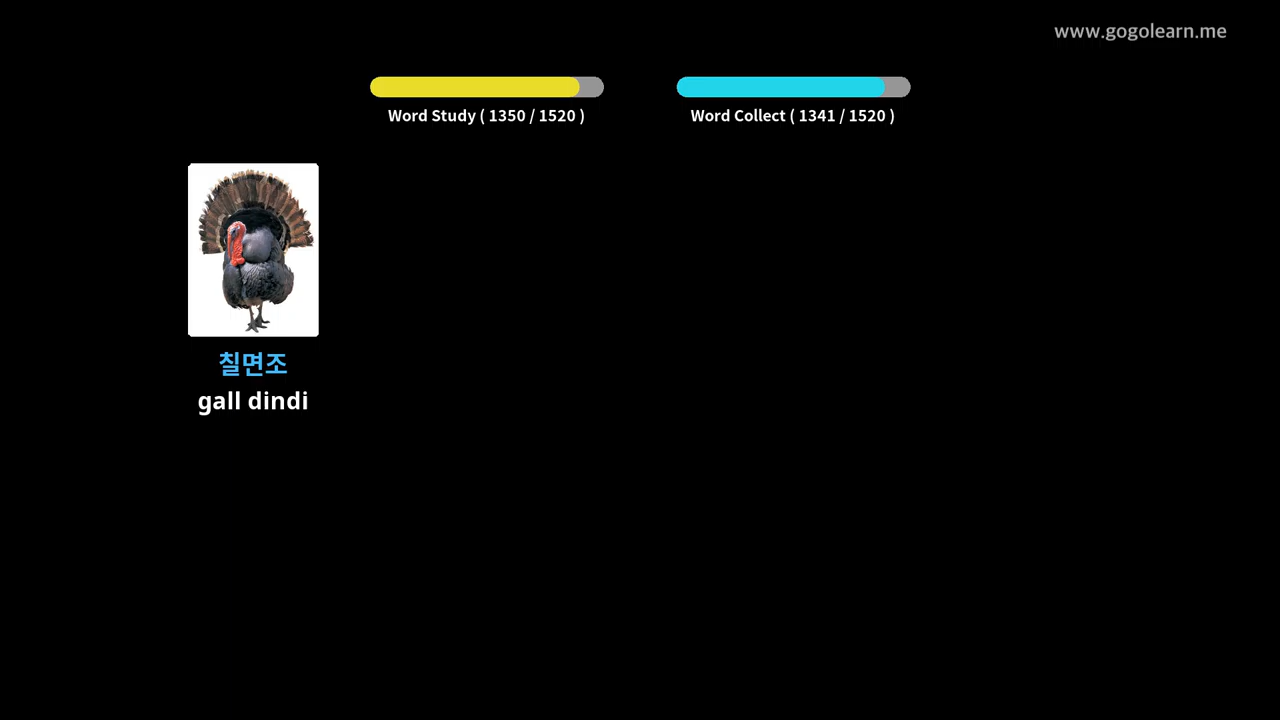 www.gogolearn.me
Word Study ( 1350 / 1520 )
Word Collect ( 1341 / 1520 )
칠면조
gall dindi